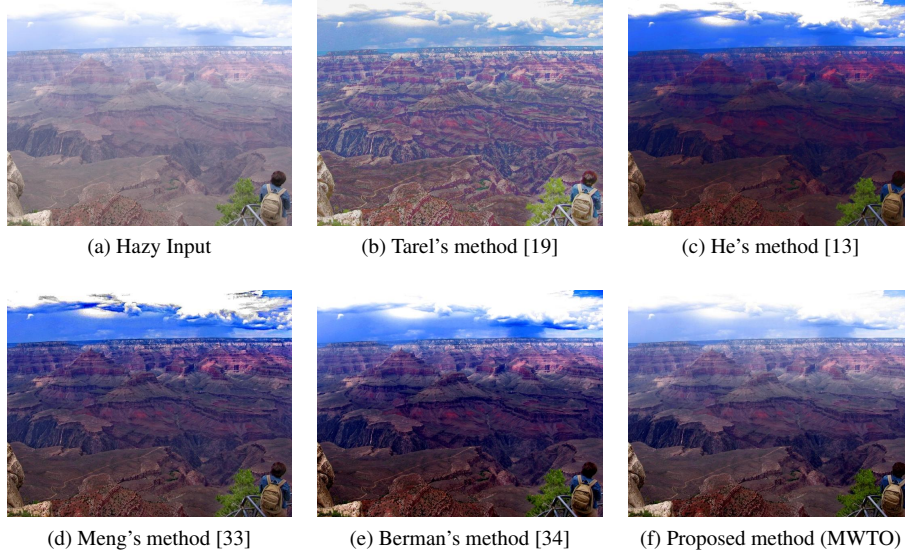 (a) Hazy Input
(b) Tarel's method [19]
(c) He's method [13]
(d) Meng's method [33]
(e) Berman's method [34]
(f) Proposed method (MWTO)